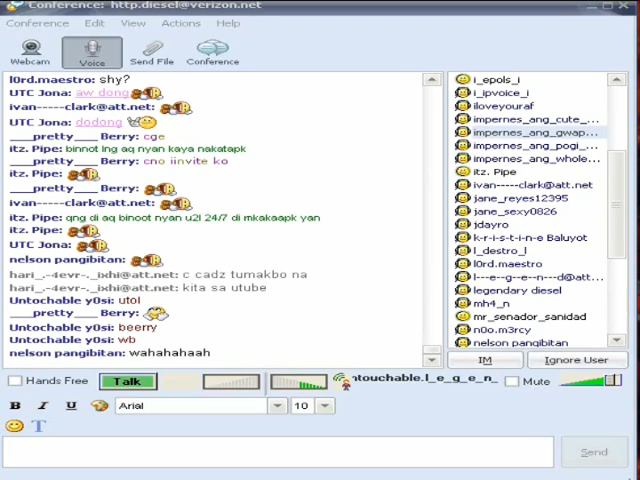 Conference: http.diesel@verizon.net
Conference Edit View Actions Help
Webcam Voice Send File Conference
l0rd.maestro: shy?
UTC Jona: aw dong
ivan-----clark@att.net:
UTC Jona: dodong
____pretty____ Berry: cge
itz. Pipe: binnot lng aq nyan kaya nakatapk
____pretty____ Berry: cno iinvite ko
itz. Pipe:
____pretty____ Berry:
ivan-----clark@att.net:
itz. Pipe: qng di aq binoot nyan u2l 24/7 di mkakaapk yan
itz. Pipe:
UTC Jona:
nelson pangibitan:
hari_.-4evr-._ixhi@att.net: c cadz tumakbo na
hari_.-4evr-._ixhi@att.net: kita sa utube
Untochable y0si: utol
____pretty____ Berry:
Untochable y0si: beerry
Untochable y0si: wb
nelson pangibitan: wahahahaah
i_epols_i
i_ipvoice_i
iloveyouraf
impernes_ang_cute_...
impernes_ang_gwap...
impernes_ang_pogi_...
impernes_ang_whole...
itz. Pipe
ivan-----clark@att.net
jane_reyes12395
jane_sexy0826
jdayro
k-r-i-s-t-i-n-e Baluyot
l_destro_l
l0rd.maestro
l---e--g--e--n---d@att...
legendary diesel
mh4_n
mr_senador_sanidad
n0o.m3rcy
nelson pangibitan
IM Ignore User
Hands Free Talk ntouchable.l_e_g_e_n_ Mute
B I U Arial 10
T
Send